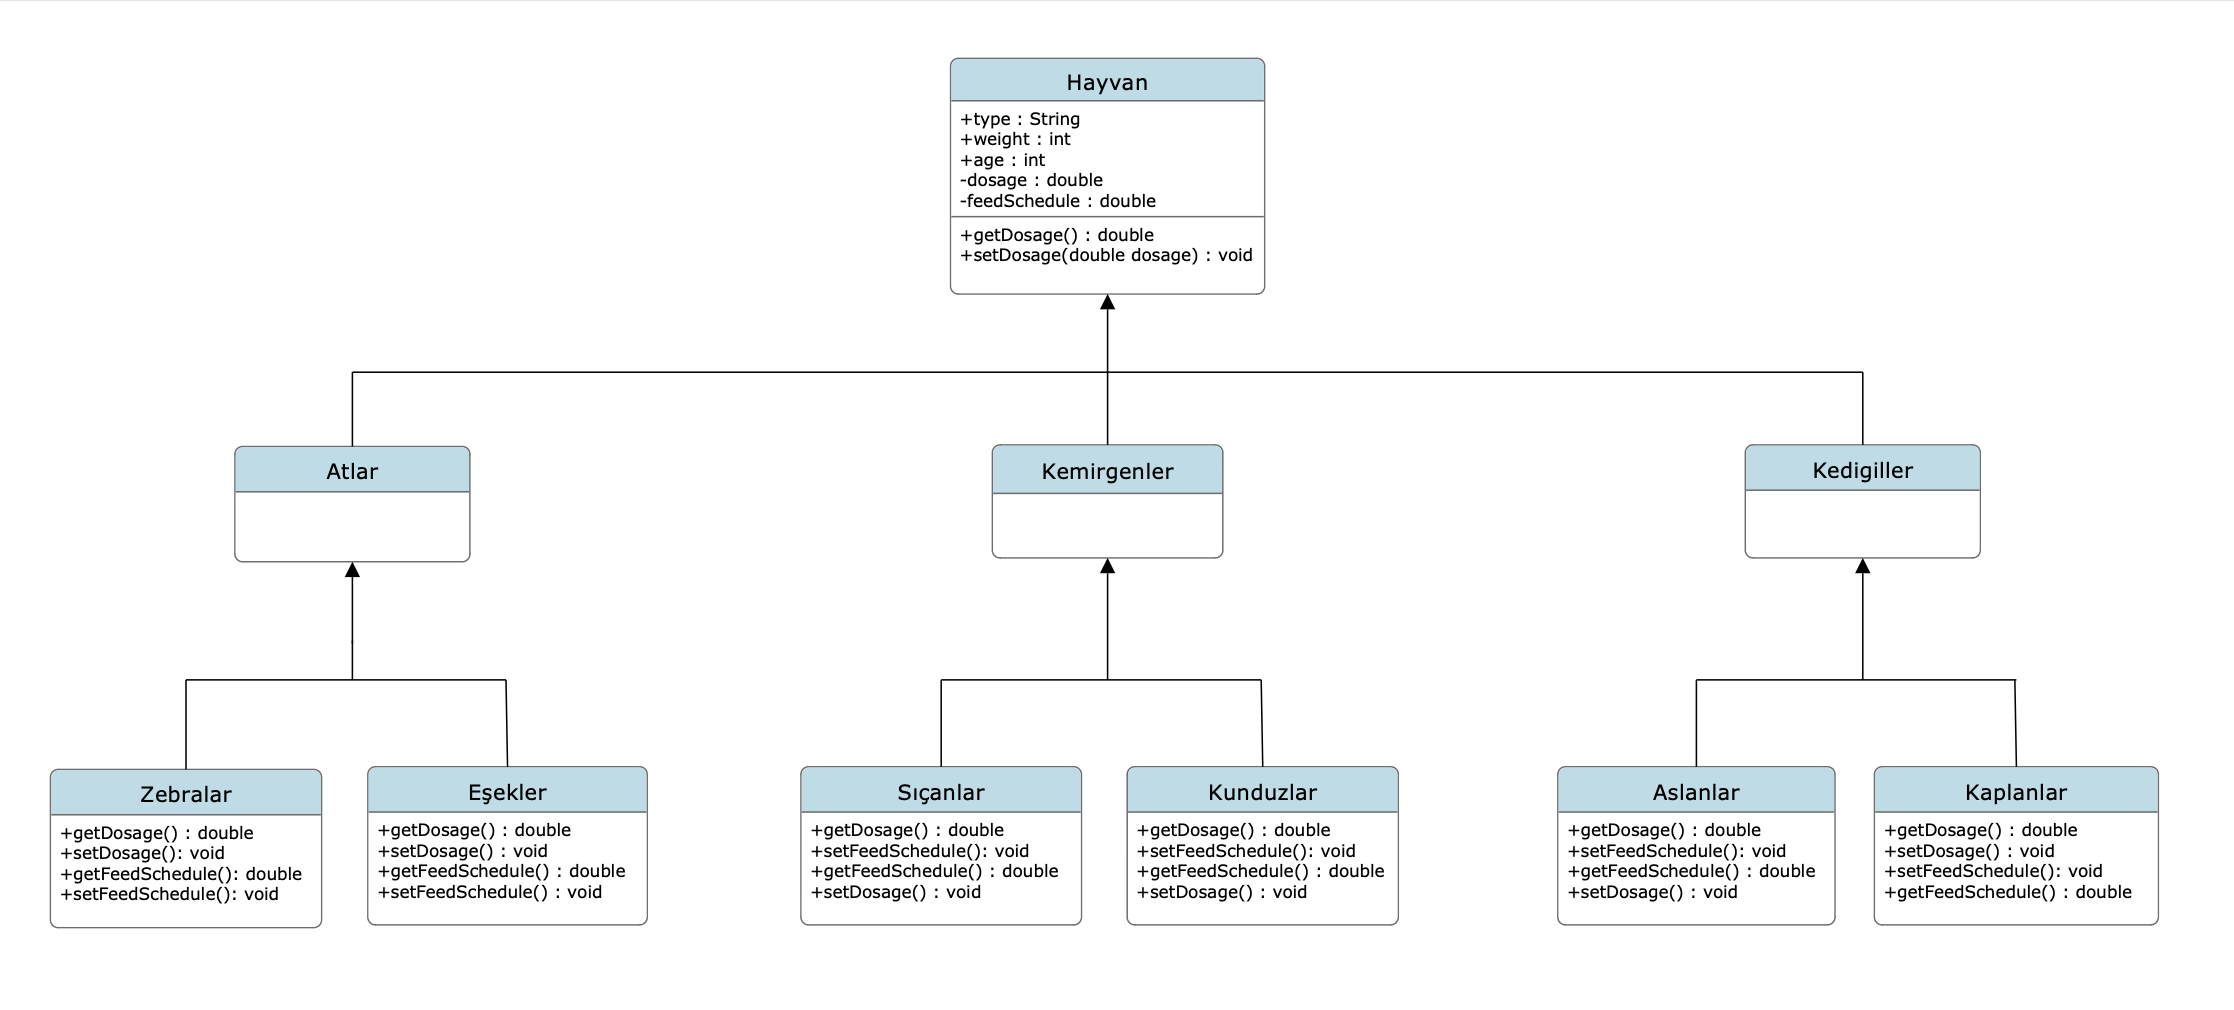 Hayvan
+type : String
+weight : int
+age : int
-dosage : double
-feedSchedule : double
+getDosage() : double
+setDosage(double dosage) : void
Atlar
Kemirgenler
Kedigiller
Zebralar
+getDosage() : double
+setDosage(): void
+getFeedSchedule(): double
+setFeedSchedule(): void
Eşekler
+getDosage() : double
+setDosage() : void
+getFeedSchedule() : double
+setFeedSchedule() : void
Sıçanlar
+getDosage() : double
+setFeedSchedule(): void
+getFeedSchedule() : double
+setDosage() : void
Kunduzlar
+getDosage() : double
+setFeedSchedule(): void
+getFeedSchedule() : double
+setDosage() : void
Aslanlar
+getDosage() : double
+setFeedSchedule(): void
+getFeedSchedule() : double
+setDosage() : void
Kaplanlar
+getDosage() : double
+setDosage() : void
+setFeedSchedule() : void
+getFeedSchedule() : double